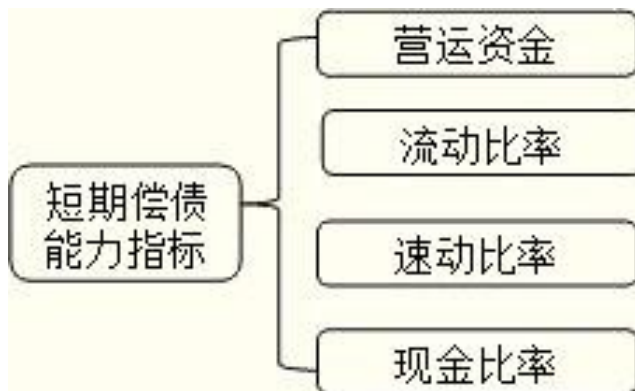 短期偿债
能力指标
营运资金
流动比率
速动比率
现金比率